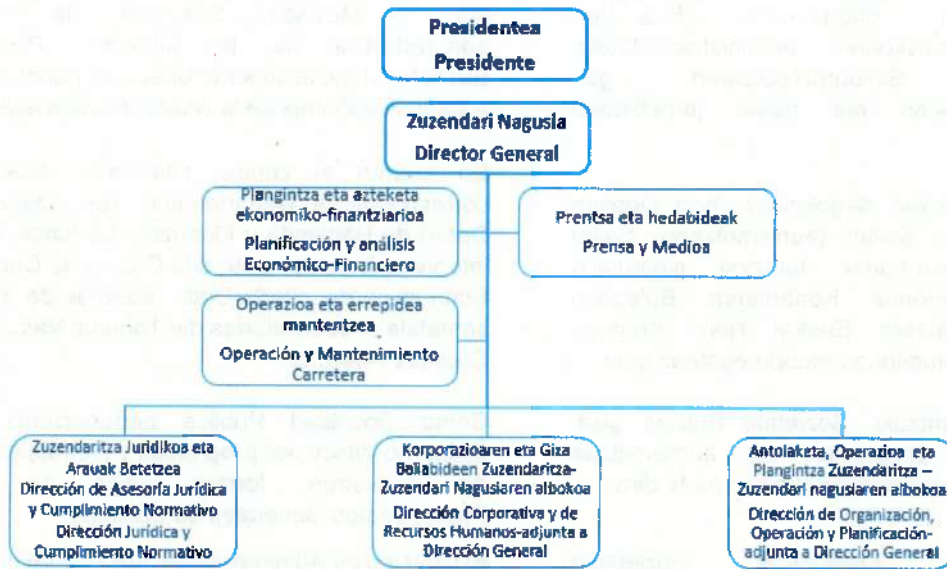 Presidentea
Presidente
Zuzendari Nagusia
Director General
Plangintza eta azteketa
ekonomiko-finantziarioa
Planificación y análisis
Económico-Financiero
Prentsa eta hedabideak
Prensa y Medioa
Operazioa eta errepidea
mantentzea
Operación y Mantenimiento
Carretera
Zuzendaritza Juridikoa eta
Arauak Betetzea
Dirección de Asesoría Jurídica
y Cumplimiento Normativo
Dirección Jurídica y
Cumplimiento Normativo
Korporazioaren eta Giza
Baliabideen Zuzendaritza-
Zuzendari Nagusiaren albokoa
Dirección Corporativa y de
Recursos Humanos-adjunta a
Dirección General
Antolaketa, Operazioa eta
Plangintza Zuzendaritza –
Zuzendari nagusiaren albokoa
Dirección de Organización,
Operación y Planificación-
adjunta a Dirección General